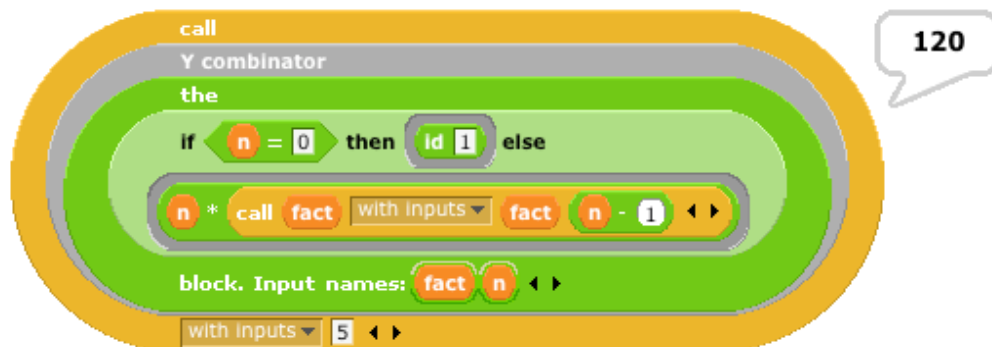 call
120
Y combinator
the
if n = 0 then id 1 else
n * call fact with inputs fact n - 1
block. Input names: fact n
with inputs 5